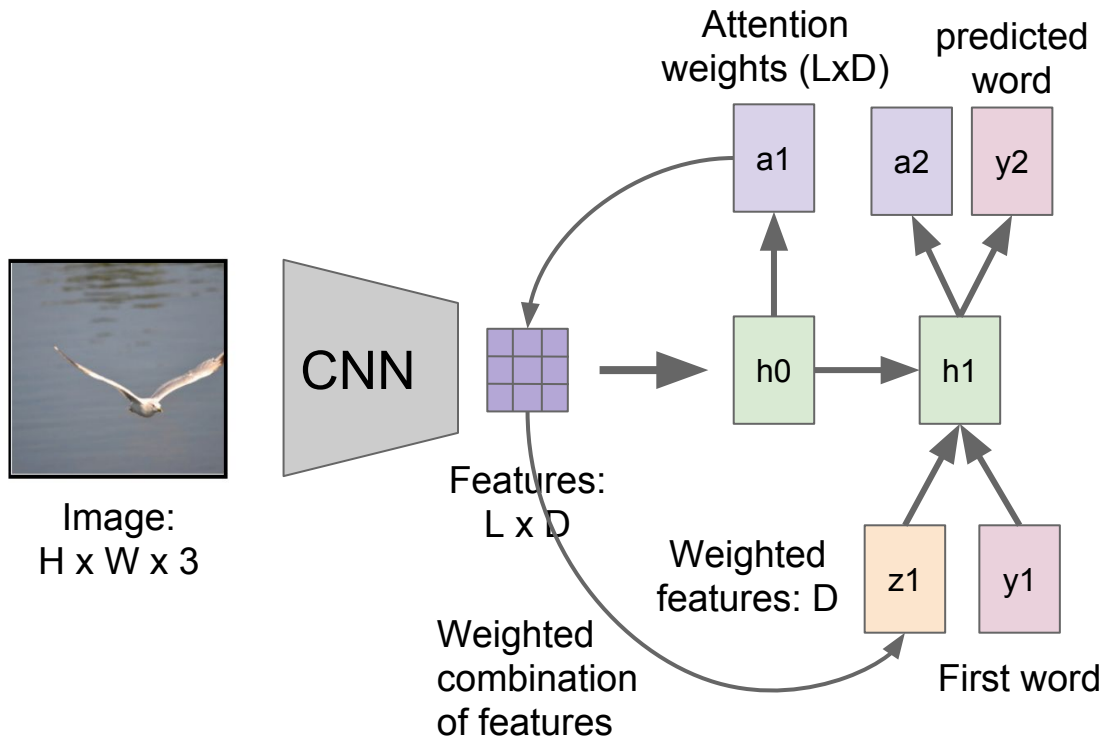 Attention
weights (LxD)
predicted
word
a1
a2
y2
CNN
h0
h1
Image:
H x W x 3
Features:
L x D
Weighted
features: D
z1
y1
Weighted
combination
of features
First word